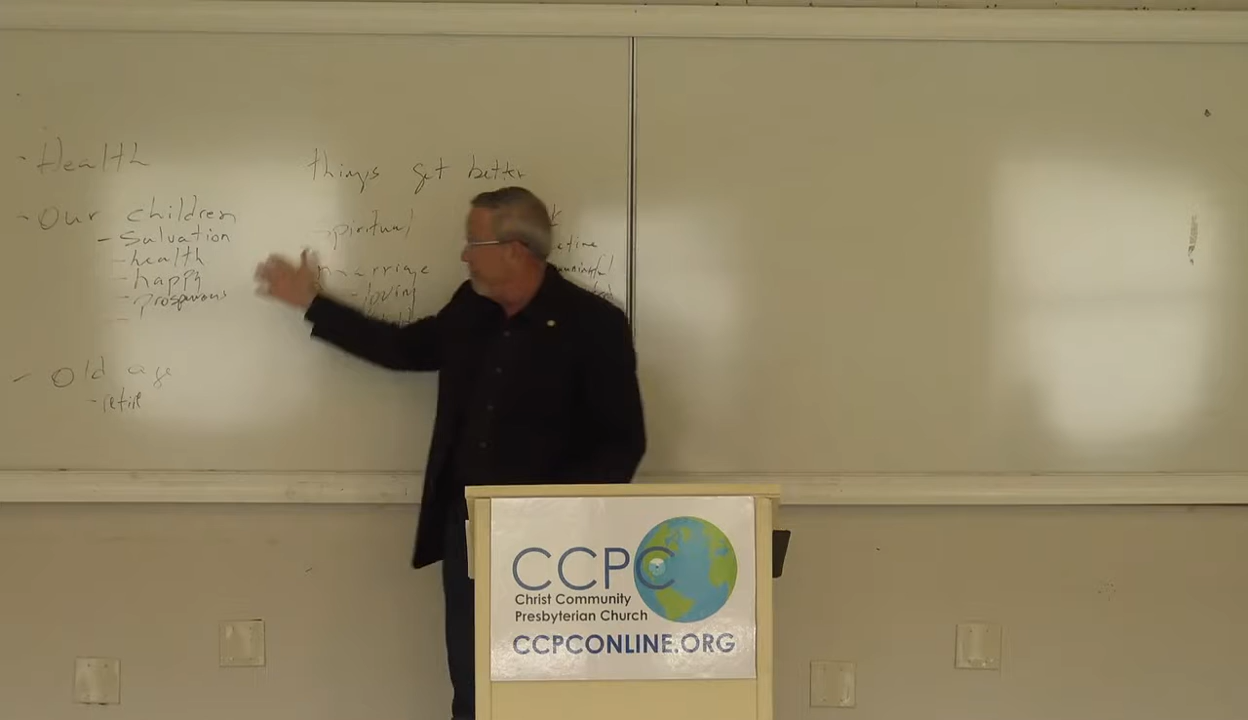 - Health
- Our children
- Salvation
- health
- happy
- prosperous
- Old age
- retire
things get better
- spiritual
marriage
- loving
CCPC
Christ Community
Presbyterian Church
CCPCONLINE.ORG